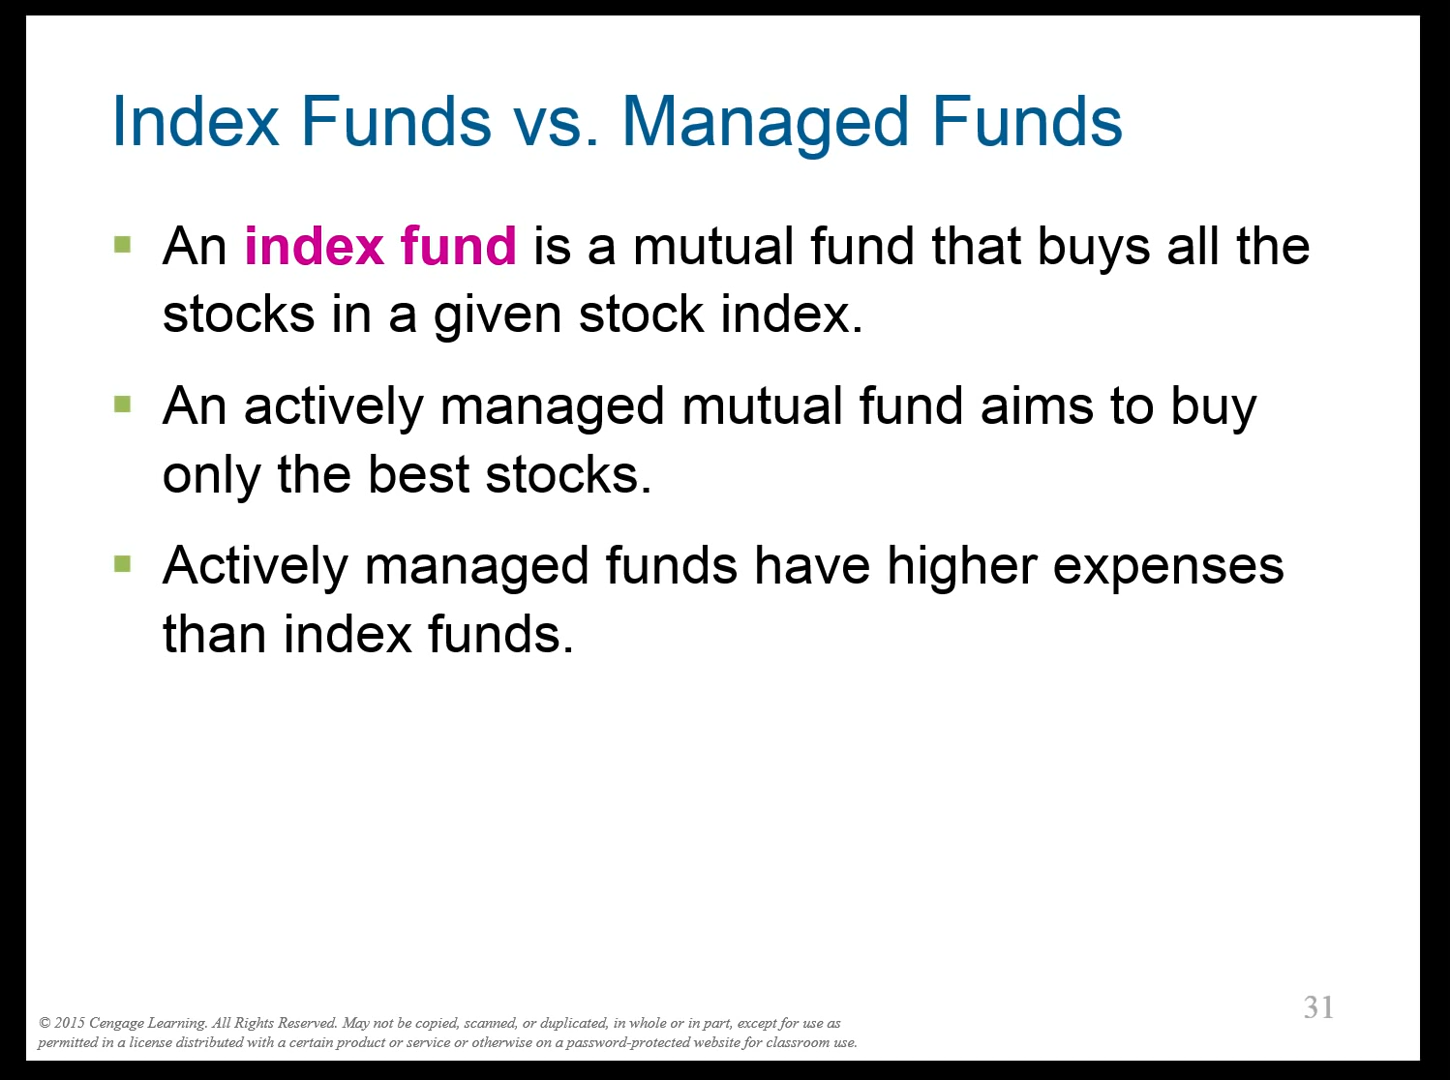 Index Funds vs. Managed Funds
An index fund is a mutual fund that buys all the
stocks in a given stock index.
An actively managed mutual fund aims to buy
only the best stocks.
Actively managed funds have higher expenses
than index funds.
31
© 2015 Cengage Learning. All Rights Reserved. May not be copied, scanned, or duplicated, in whole or in part, except for use as
permitted in a license distributed with a certain product or service or otherwise on a password-protected website for classroom use.